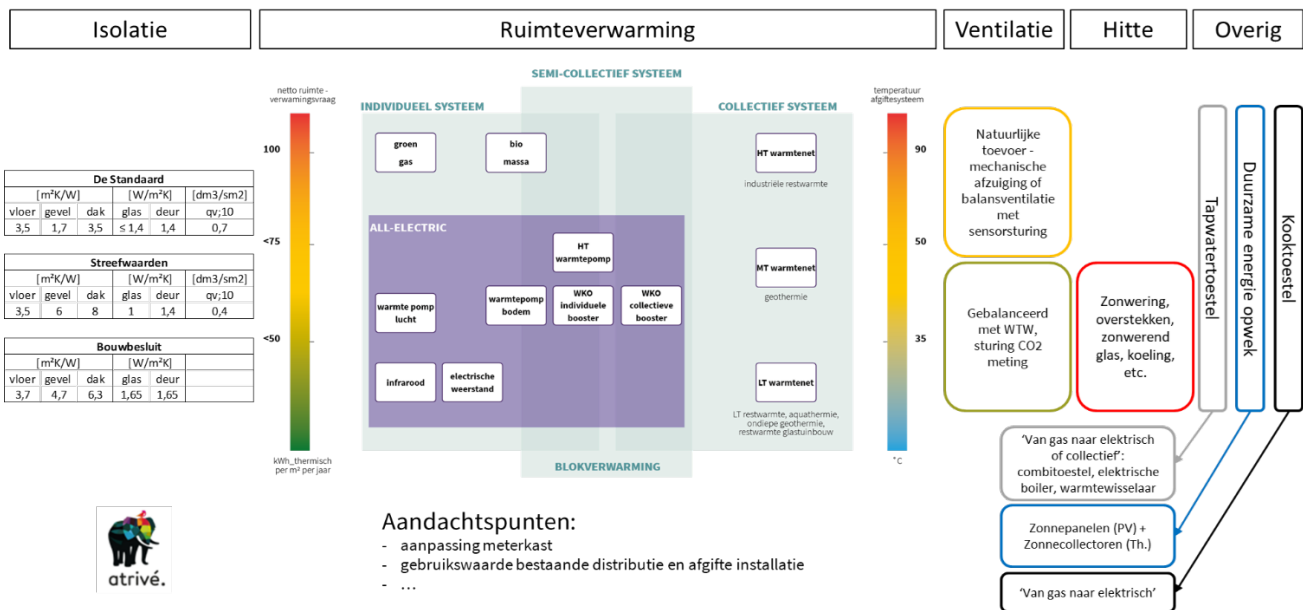 Isolatie
Ruimteverwarming
Ventilatie
Hitte
Overig
De Standaard
[m²K/W] [W/m²K] [dm3/sm2]
vloer gevel dak glas deur qv;10
3,5 1,7 3,5 ≤ 1,4 1,4 0,7
Streefwaarden
[m²K/W] [W/m²K] [dm3/sm2]
vloer gevel dak glas deur qv;10
3,5 6 8 1 1,4 0,4
Bouwbesluit
[m²K/W] [W/m²K]
vloer gevel dak glas deur
3,7 4,7 6,3 1,65 1,65
atrivé.
netto ruimte -
verwamingsvraag
100
<75
<50
kWh_thermisch
per m² per jaar
SEMI-COLLECTIEF SYSTEEM
INDIVIDUEEL SYSTEEM
COLLECTIEF SYSTEEM
groen
gas
bio
massa
HT warmtenet
industriële restwarmte
ALL-ELECTRIC
HT
warmtepomp
MT warmtenet
geothermie
warmte pomp
lucht
warmtepomp
bodem
WKO
individuele
booster
WKO
collectieve
booster
infrarood
electrische
weerstand
LT warmtenet
LT restwarmte, aquathermie,
ondiepe geothermie,
restwarmte glastuinbouw
BLOKVERWARMING
temperatuur
afgiftesysteem
90
50
35
°C
Aandachtspunten:
- aanpassing meterkast
- gebruikswaarde bestaande distributie en afgifte installatie
- ...
Natuurlijke
toevoer -
mechanische
afzuiging of
balansventilatie
met
sensorsturing
Gebalanceerd
met WTW,
sturing CO2
meting
Zonwering,
overstekken,
zonwerend
glas, koeling,
etc.
Tapwatertoestel
Duurzame energie opwek
Kooktoestel
'Van gas naar elektrisch
of collectief':
combitoestel, elektrische
boiler, warmtewisselaar
Zonnepanelen (PV) +
Zonnecollectoren (Th.)
'Van gas naar elektrisch'